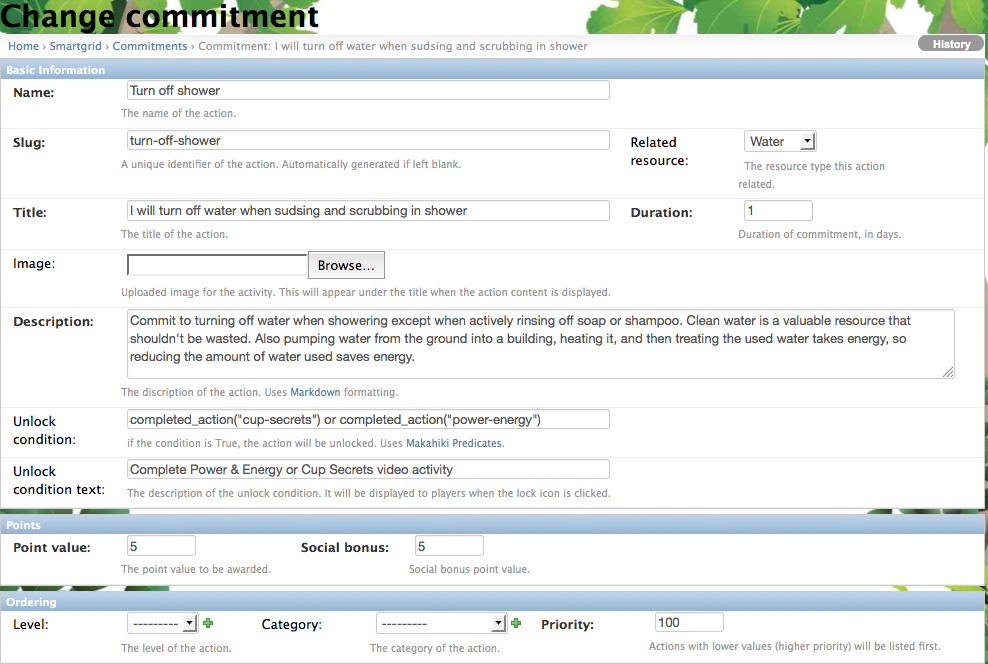 Change commitment
Home › Smartgrid › Commitments › Commitment: I will turn off water when sudsing and scrubbing in shower
History
Basic Information
Name: Turn off shower
The name of the action.
Slug: turn-off-shower
A unique identifier of the action. Automatically generated if left blank.
Related resource: Water
The resource type this action
related.
Title: I will turn off water when sudsing and scrubbing in shower
The title of the action.
Duration: 1
Duration of commitment, in days.
Image: Browse...
Uploaded image for the activity. This will appear under the title when the action content is displayed.
Description: Commit to turning off water when showering except when actively rinsing off soap or shampoo. Clean water is a valuable resource that
shouldn't be wasted. Also pumping water from the ground into a building, heating it, and then treating the used water takes energy, so
reducing the amount of water used saves energy.
The discription of the action. Uses Markdown formatting.
Unlock condition: completed_action("cup-secrets") or completed_action("power-energy")
if the condition is True, the action will be unlocked. Uses Makahiki Predicates.
Unlock condition text: Complete Power & Energy or Cup Secrets video activity
The description of the unlock condition. It will be displayed to players when the lock icon is clicked.
Points
Point value: 5
The point value to be awarded.
Social bonus: 5
Social bonus point value.
Ordering
Level: ---------
The level of the action.
Category: ---------
The category of the action.
Priority: 100
Actions with lower values (higher priority) will be listed first.